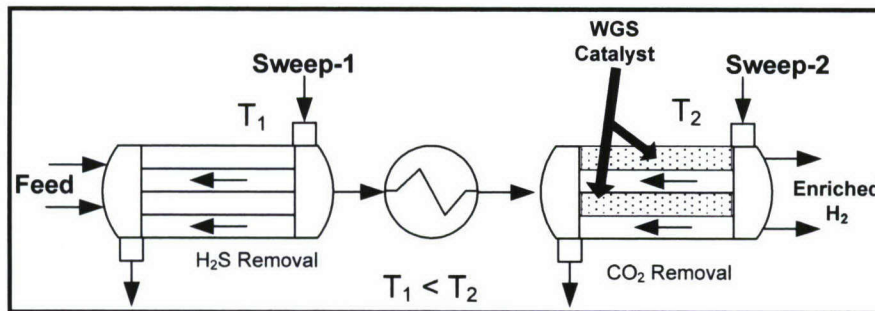 WGS
Catalyst
Sweep-1
Sweep-2
T₁
T₂
Feed
Enriched
H₂
H₂S Removal
CO₂ Removal
T₁ < T₂